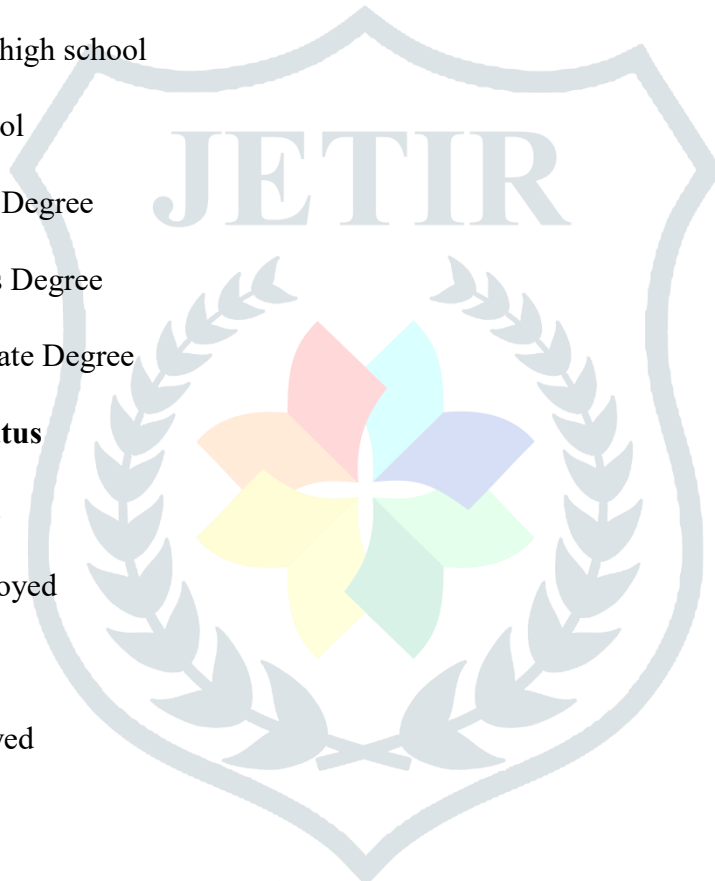 high school
JETIR
ol
Degree
s Degree
ate Degree
tus
oyed
yed